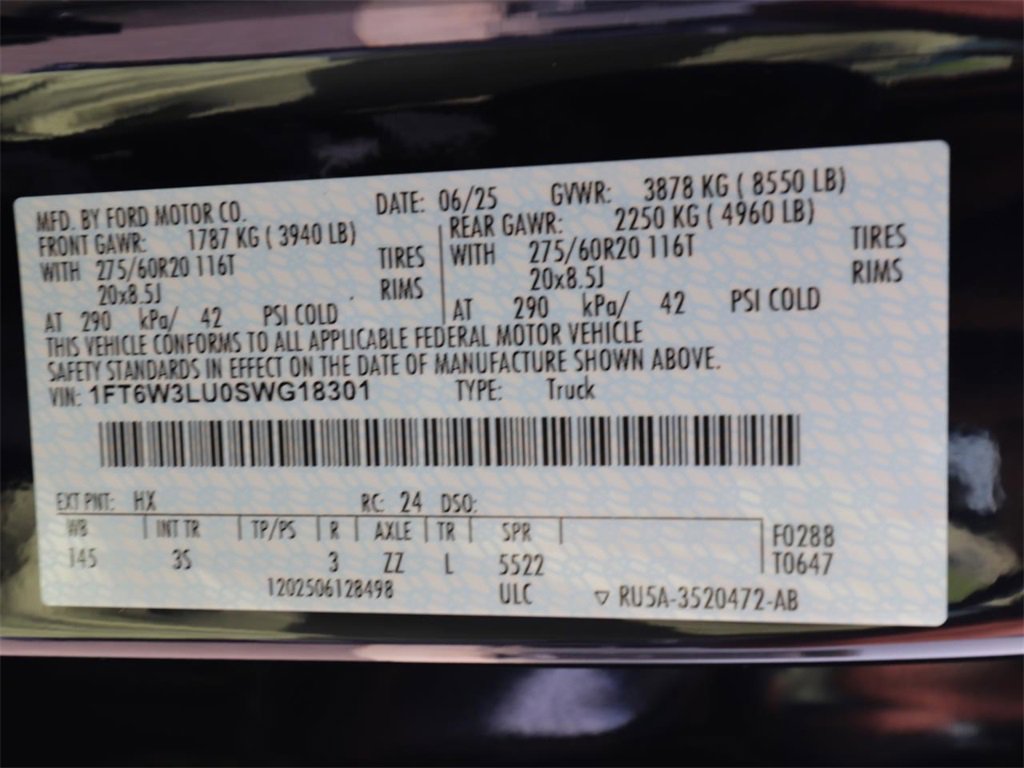 MFD. BY FORD MOTOR CO. DATE: 06/25 GVWR: 3878 KG ( 8550 LB)
FRONT GAWR: 1787 KG ( 3940 LB) REAR GAWR: 2250 KG ( 4960 LB)
WITH 275/60R20 116T TIRES WITH 275/60R20 116T TIRES
20x8.5J RIMS 20x8.5J RIMS
AT 290 kPa/ 42 PSI COLD AT 290 kPa/ 42 PSI COLD
THIS VEHICLE CONFORMS TO ALL APPLICABLE FEDERAL MOTOR VEHICLE
SAFETY STANDARDS IN EFFECT ON THE DATE OF MANUFACTURE SHOWN ABOVE.
VIN: 1FT6W3LU0SWG18301 TYPE: Truck
EXT PNT: HX RC: 24 DSO:
WB INT TR TP/PS R AXLE TR SPR F0288
145 3S 3 ZZ L 5522 T0647
1202506128498 ULC ▽ RU5A-3520472-AB